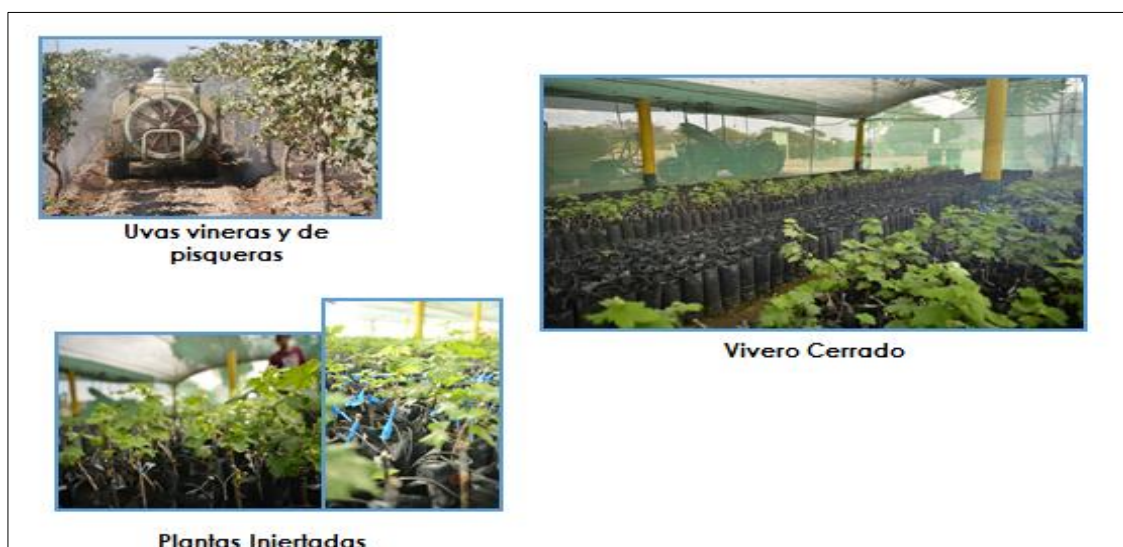 Uvas vineras y de
pisqueras
Vivero Cerrado
Plantas Injertadas